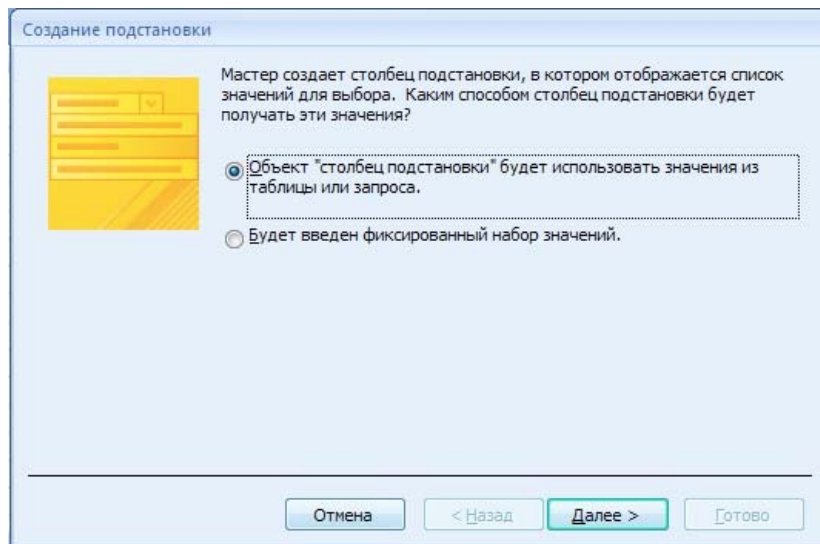 Создание подстановки
Мастер создает столбец подстановки, в котором отображается список
значений для выбора. Каким способом столбец подстановки будет
получать эти значения?
Объект "столбец подстановки" будет использовать значения из
таблицы или запроса.
Будет введен фиксированный набор значений.
Отмена
< Назад
Далее >
Готово